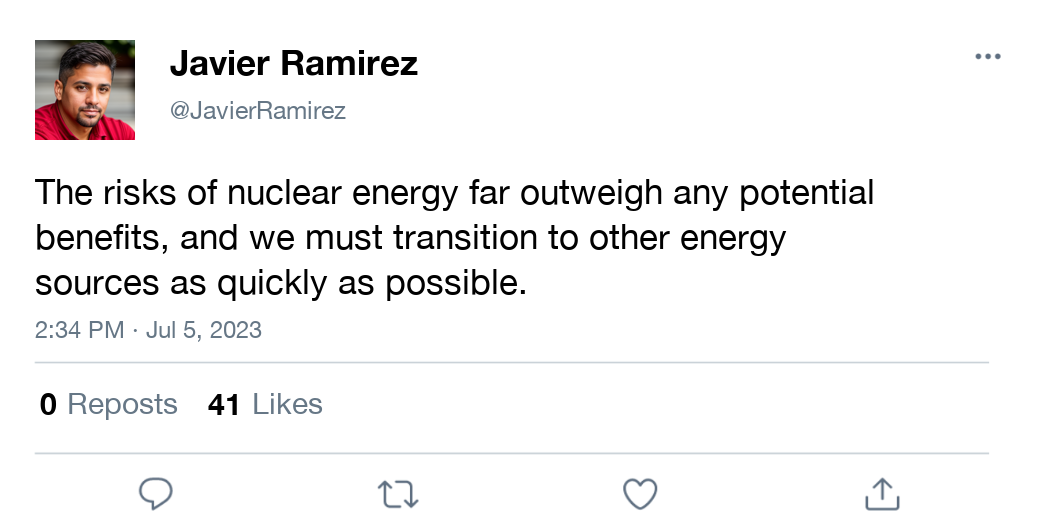 Javier Ramirez
@JavierRamirez
The risks of nuclear energy far outweigh any potential
benefits, and we must transition to other energy
sources as quickly as possible.
2:34 PM · Jul 5, 2023
0 Reposts 41 Likes